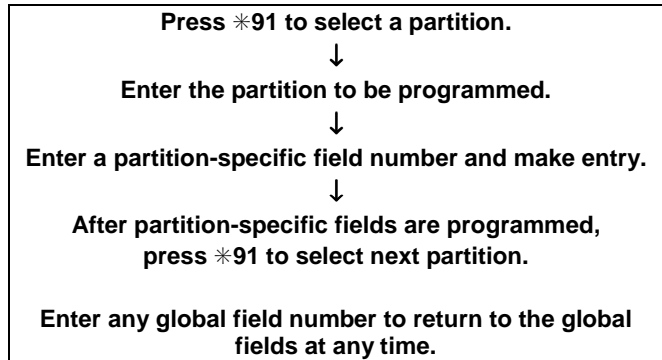 Press ✳91 to select a partition.
↓
Enter the partition to be programmed.
↓
Enter a partition-specific field number and make entry.
↓
After partition-specific fields are programmed,
press ✳91 to select next partition.
Enter any global field number to return to the global
fields at any time.